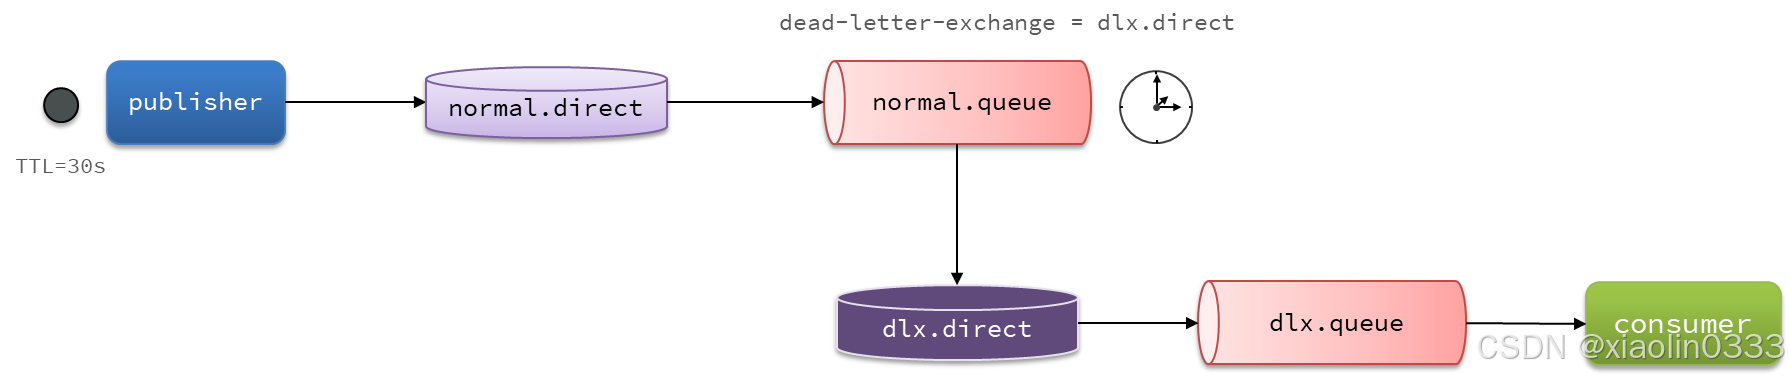 dead-letter-exchange = dlx.direct
publisher
normal.direct
normal.queue
TTL=30s
dlx.direct
dlx.queue
consumer
CSDN @xiaolin0333